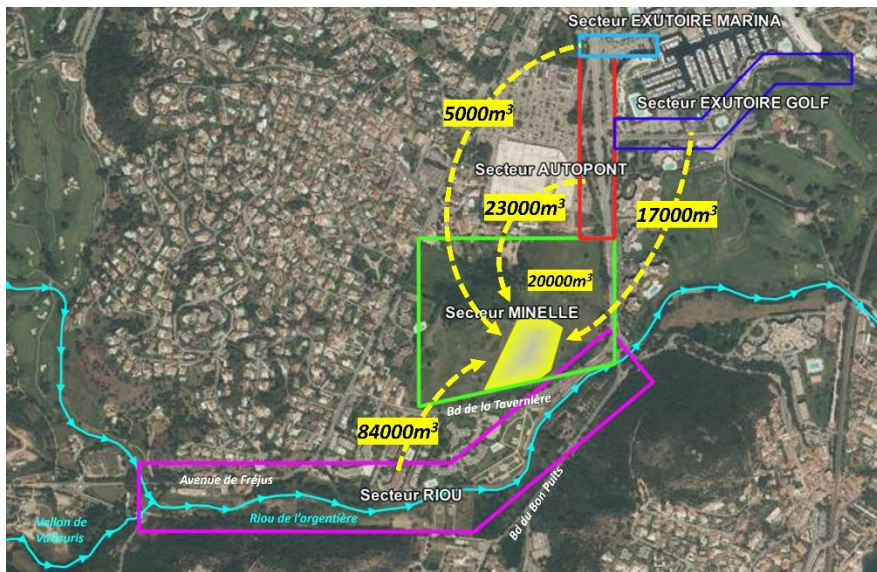 Secteur EXUTOIRE MARINA
5000m³
Secteur EXUTOIRE GOLF
Secteur AUTOPONT
23000m³
17000m³
20000m³
Secteur MINELLE
Bd de la Tavernière
84000m³
Avenue de Fréjus
Secteur RIOU
Bd du Bon Puits
Riou de l'argentière
Vallon de
Vallauris